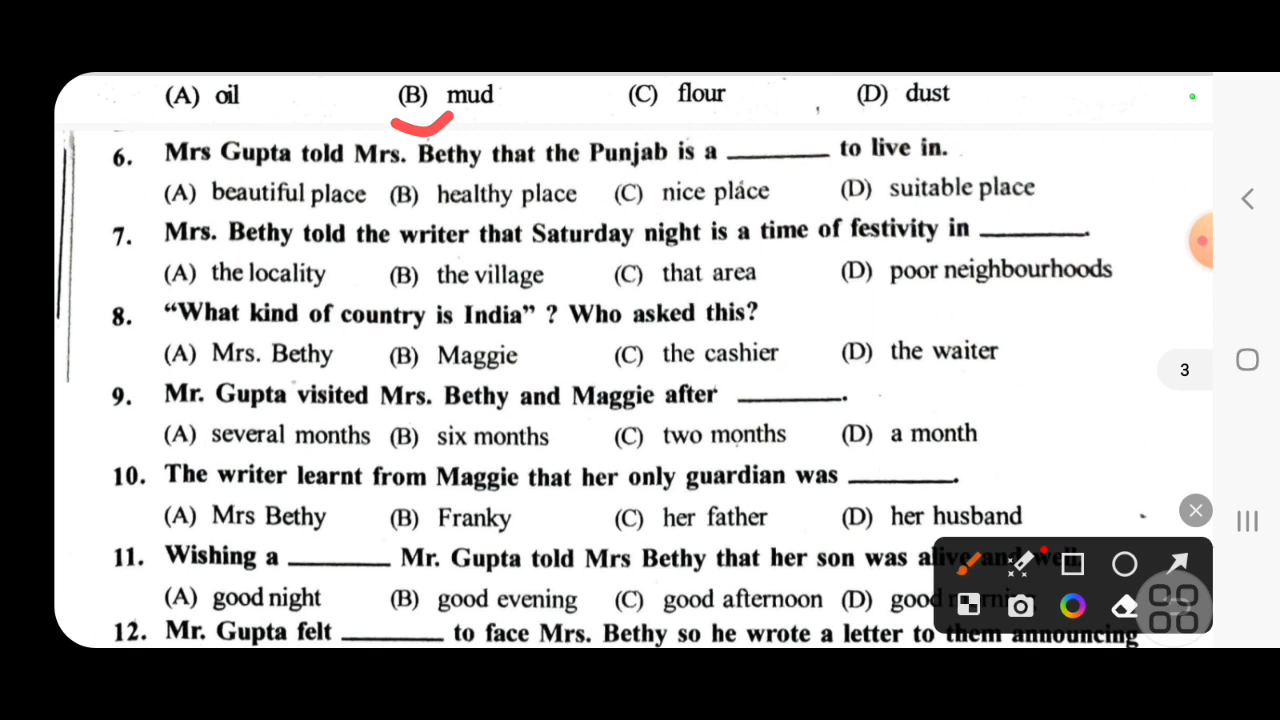 (A) oil (B) mud (C) flour (D) dust
6. Mrs Gupta told Mrs. Bethy that the Punjab is a ________ to live in.
(A) beautiful place (B) healthy place (C) nice place (D) suitable place
7. Mrs. Bethy told the writer that Saturday night is a time of festivity in ________.
(A) the locality (B) the village (C) that area (D) poor neighbourhoods
8. “What kind of country is India” ? Who asked this?
(A) Mrs. Bethy (B) Maggie (C) the cashier (D) the waiter
3
9. Mr. Gupta visited Mrs. Bethy and Maggie after ________.
(A) several months (B) six months (C) two months (D) a month
10. The writer learnt from Maggie that her only guardian was ________.
(A) Mrs Bethy (B) Franky (C) her father (D) her husband
11. Wishing a ________ Mr. Gupta told Mrs Bethy that her son was alive and well.
(A) good night (B) good evening (C) good afternoon (D) good morning
12. Mr. Gupta felt ________ to face Mrs. Bethy so he wrote a letter to them announcing